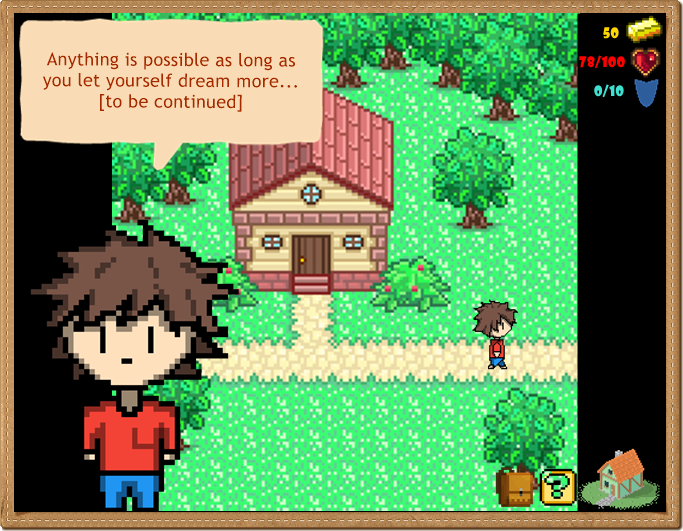 Anything is possible as long as
you let yourself dream more...
[to be continued]
50
78/100
0/10
?